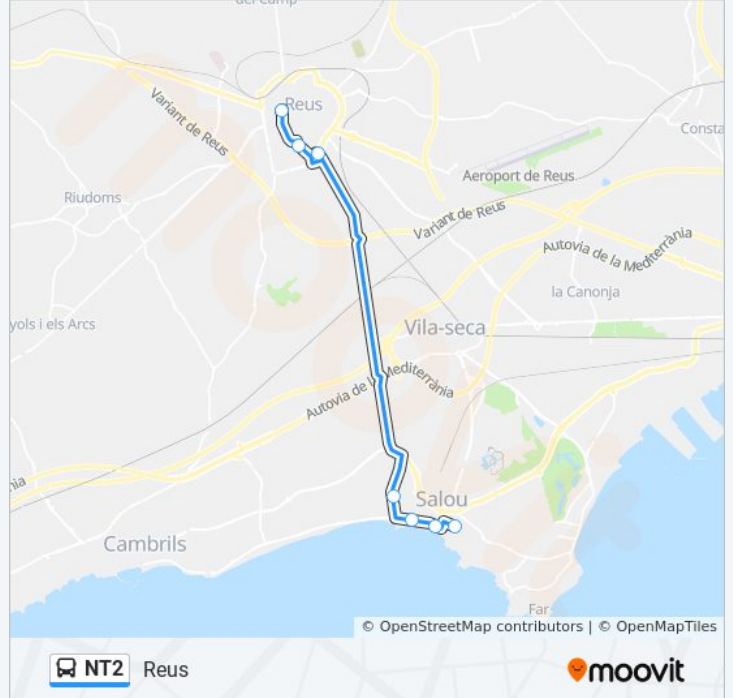 del Camp
Reus
Variant de Reus
Consta
Aeroport de Reus
Riudoms
Variant de Reus
Autovia de la Mediterrània
la Canonja
yols i els Arcs
Vila-seca
Autovia de la Mediterrània
nia
Salou
Cambrils
Far
© OpenStreetMap contributors | © OpenMapTiles
NT2 Reus
moovit